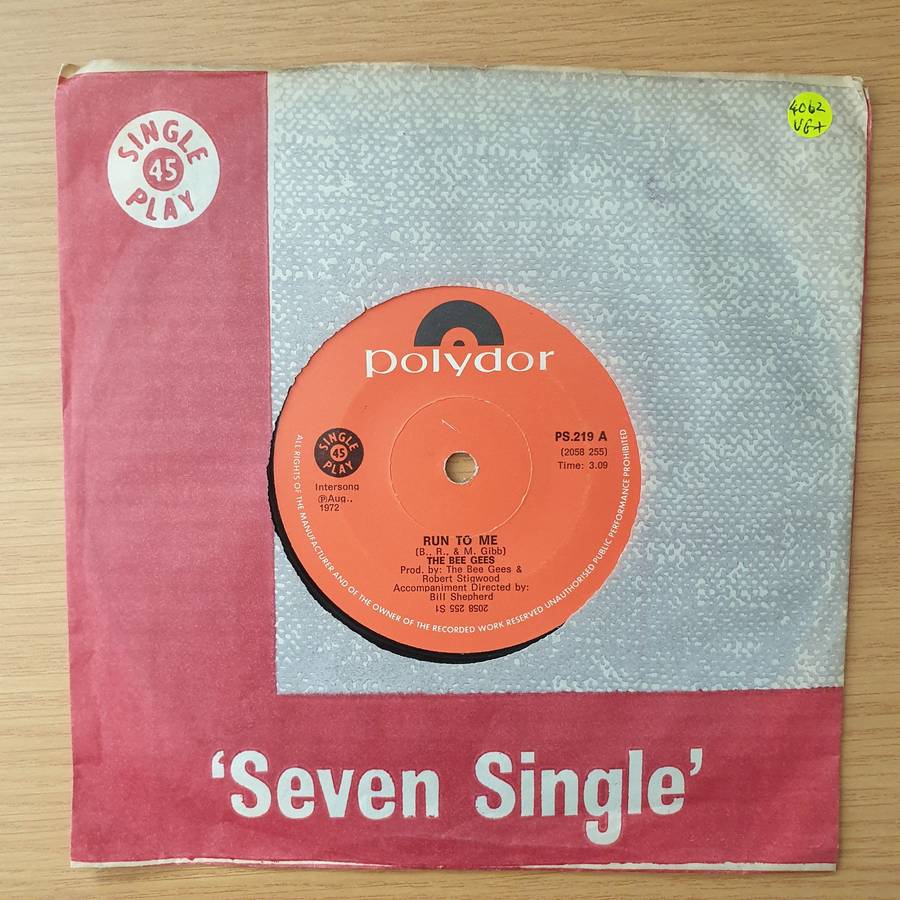 SINGLE
45
PLAY
4062
VG+
polydor
SINGLE
45
PLAY
PS.219 A
(2058 255)
Time: 3.09
Intersong
ⓅAug.,
1972
RUN TO ME
(B., R., & M. Gibb)
THE BEE GEES
Prod. by: The Bee Gees &
Robert Stigwood
Accompaniment Directed by:
Bill Shepherd
2058 255 S1
ALL RIGHTS OF THE MANUFACTURER AND OF THE OWNER OF THE RECORDED WORK RESERVED UNAUTHORISED PUBLIC PERFORMANCE PROHIBITED
‘Seven Single’